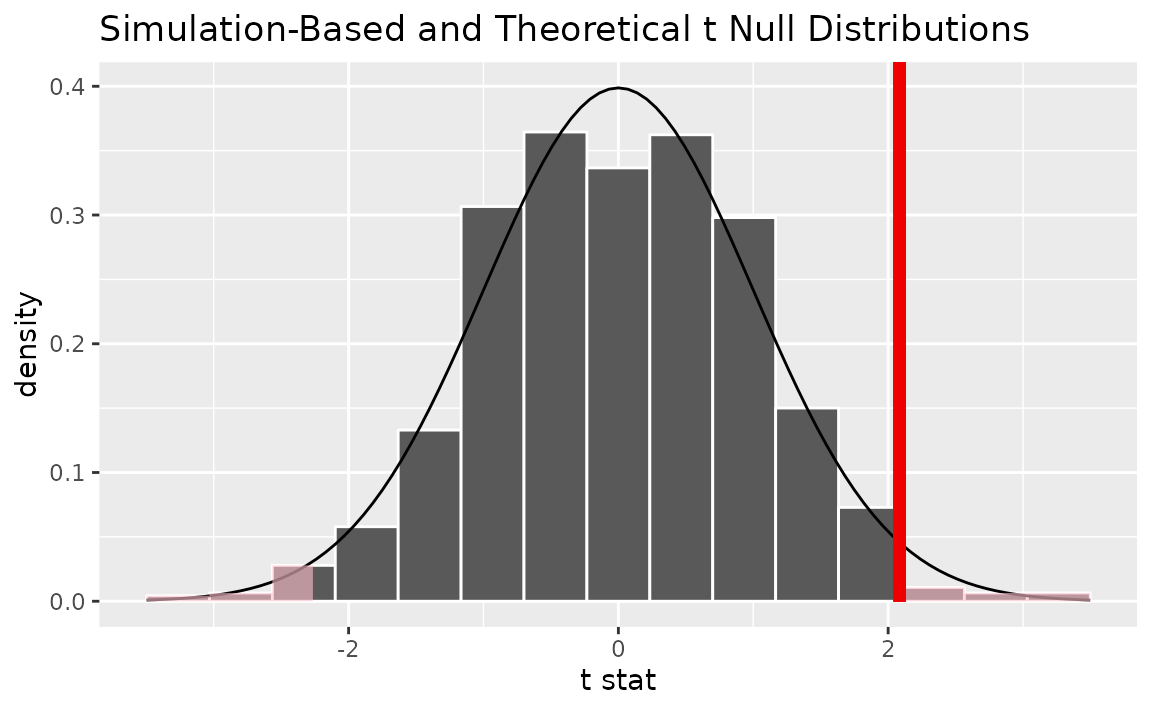 Simulation-Based and Theoretical t Null Distributions
0.4
0.3
0.2
0.1
0.0
density
-2 0 2
t stat